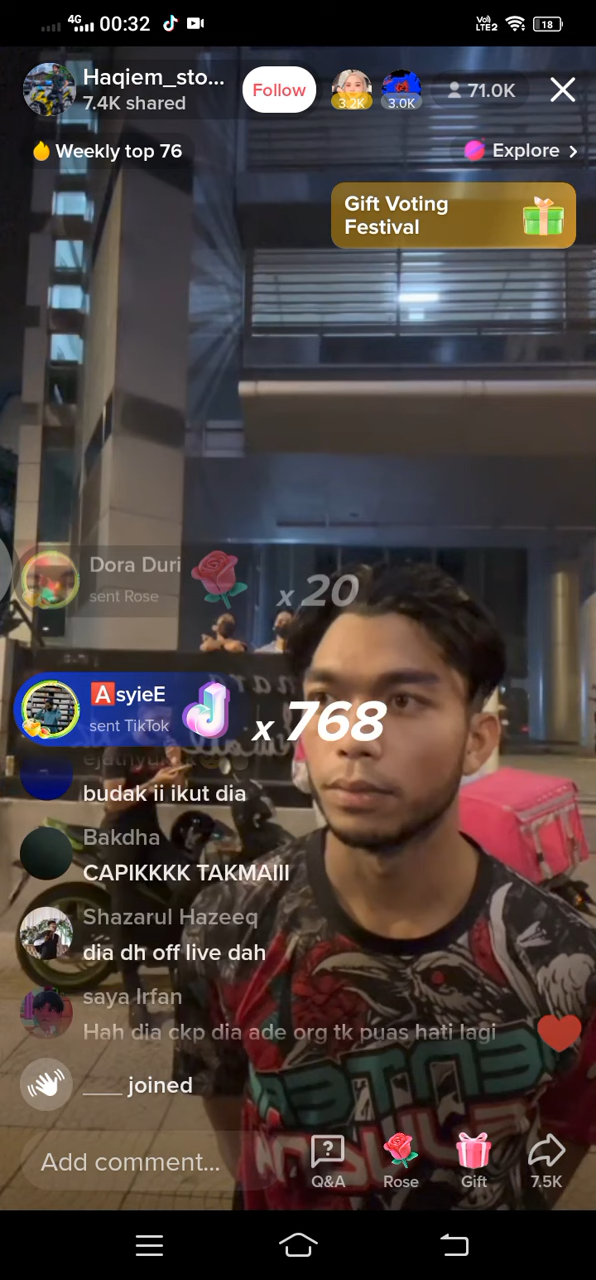 4G 00:32
VoI) LTE2 18
Haqiem_sto...
7.4K shared
Follow
3.2K
3.0K
71.0K
Weekly top 76
Explore >
Gift Voting
Festival
Dora Duri
sent Rose
x 20
🅰️syieE
sent TikTok
x 768
budak ii ikut dia
Bakdha
CAPIKKKK TAKMAIII
Shazarul Hazeeq
dia dh off live dah
saya Irfan
Hah dia ckp dia ade org tk puas hati lagi
___ joined
Add comment...
Q&A
Rose
Gift
7.5K